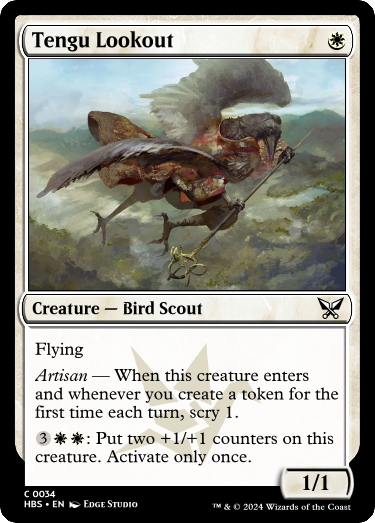 Tengu Lookout
Creature — Bird Scout
Flying
Artisan — When this creature enters
and whenever you create a token for the
first time each turn, scry 1.
3: Put two +1/+1 counters on this
creature. Activate only once.
1/1
C 0034
HBS • EN Edge Studio
™ & © 2024 Wizards of the Coast